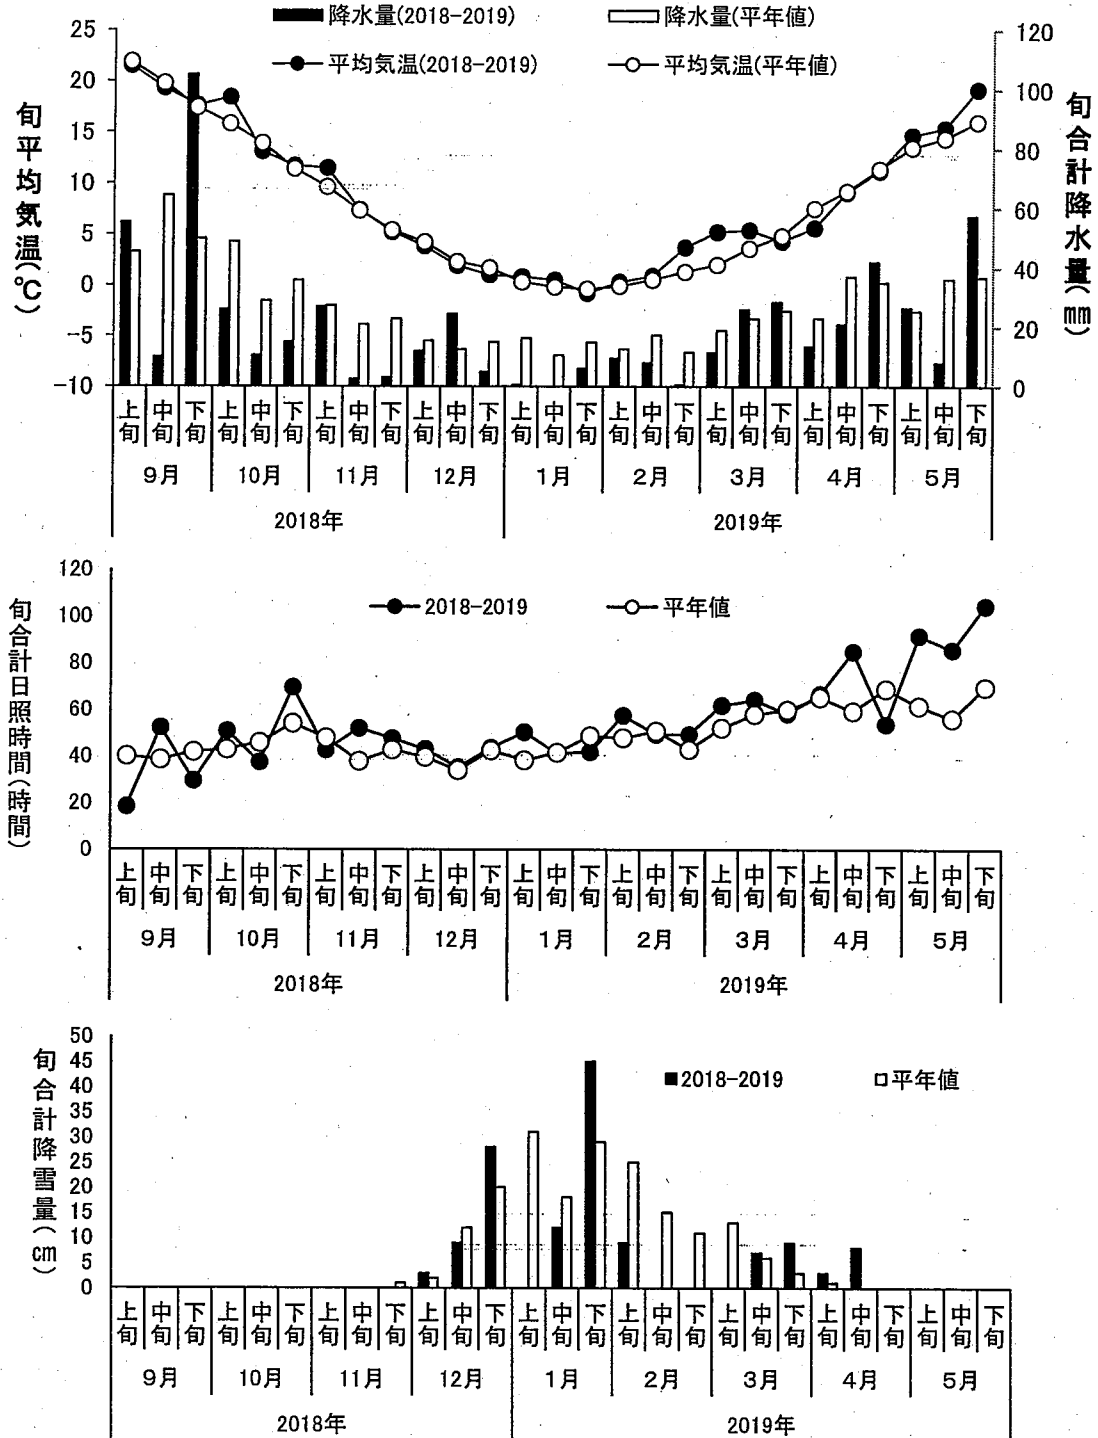 降水量(2018-2019) 降水量(平年値)
平均気温(2018-2019) 平均気温(平年値)
旬平均気温(℃)
25
20
15
10
5
0
-5
-10
旬合計降水量(㎜)
120
100
80
60
40
20
0
上旬 中旬 下旬 上旬 中旬 下旬 上旬 中旬 下旬 上旬 中旬 下旬 上旬 中旬 下旬 上旬 中旬 下旬 上旬 中旬 下旬 上旬 中旬 下旬 上旬 中旬 下旬
9月 10月 11月 12月 1月 2月 3月 4月 5月
2018年 2019年
2018-2019 平年値
旬合計日照時間(時間)
120
100
80
60
40
20
0
上旬 中旬 下旬 上旬 中旬 下旬 上旬 中旬 下旬 上旬 中旬 下旬 上旬 中旬 下旬 上旬 中旬 下旬 上旬 中旬 下旬 上旬 中旬 下旬 上旬 中旬 下旬
9月 10月 11月 12月 1月 2月 3月 4月 5月
2018年 2019年
2018-2019 平年値
旬合計降雪量(㎝)
50
45
40
35
30
25
20
15
10
5
0
上旬 中旬 下旬 上旬 中旬 下旬 上旬 中旬 下旬 上旬 中旬 下旬 上旬 中旬 下旬 上旬 中旬 下旬 上旬 中旬 下旬 上旬 中旬 下旬 上旬 中旬 下旬
9月 10月 11月 12月 1月 2月 3月 4月 5月
2018年 2019年